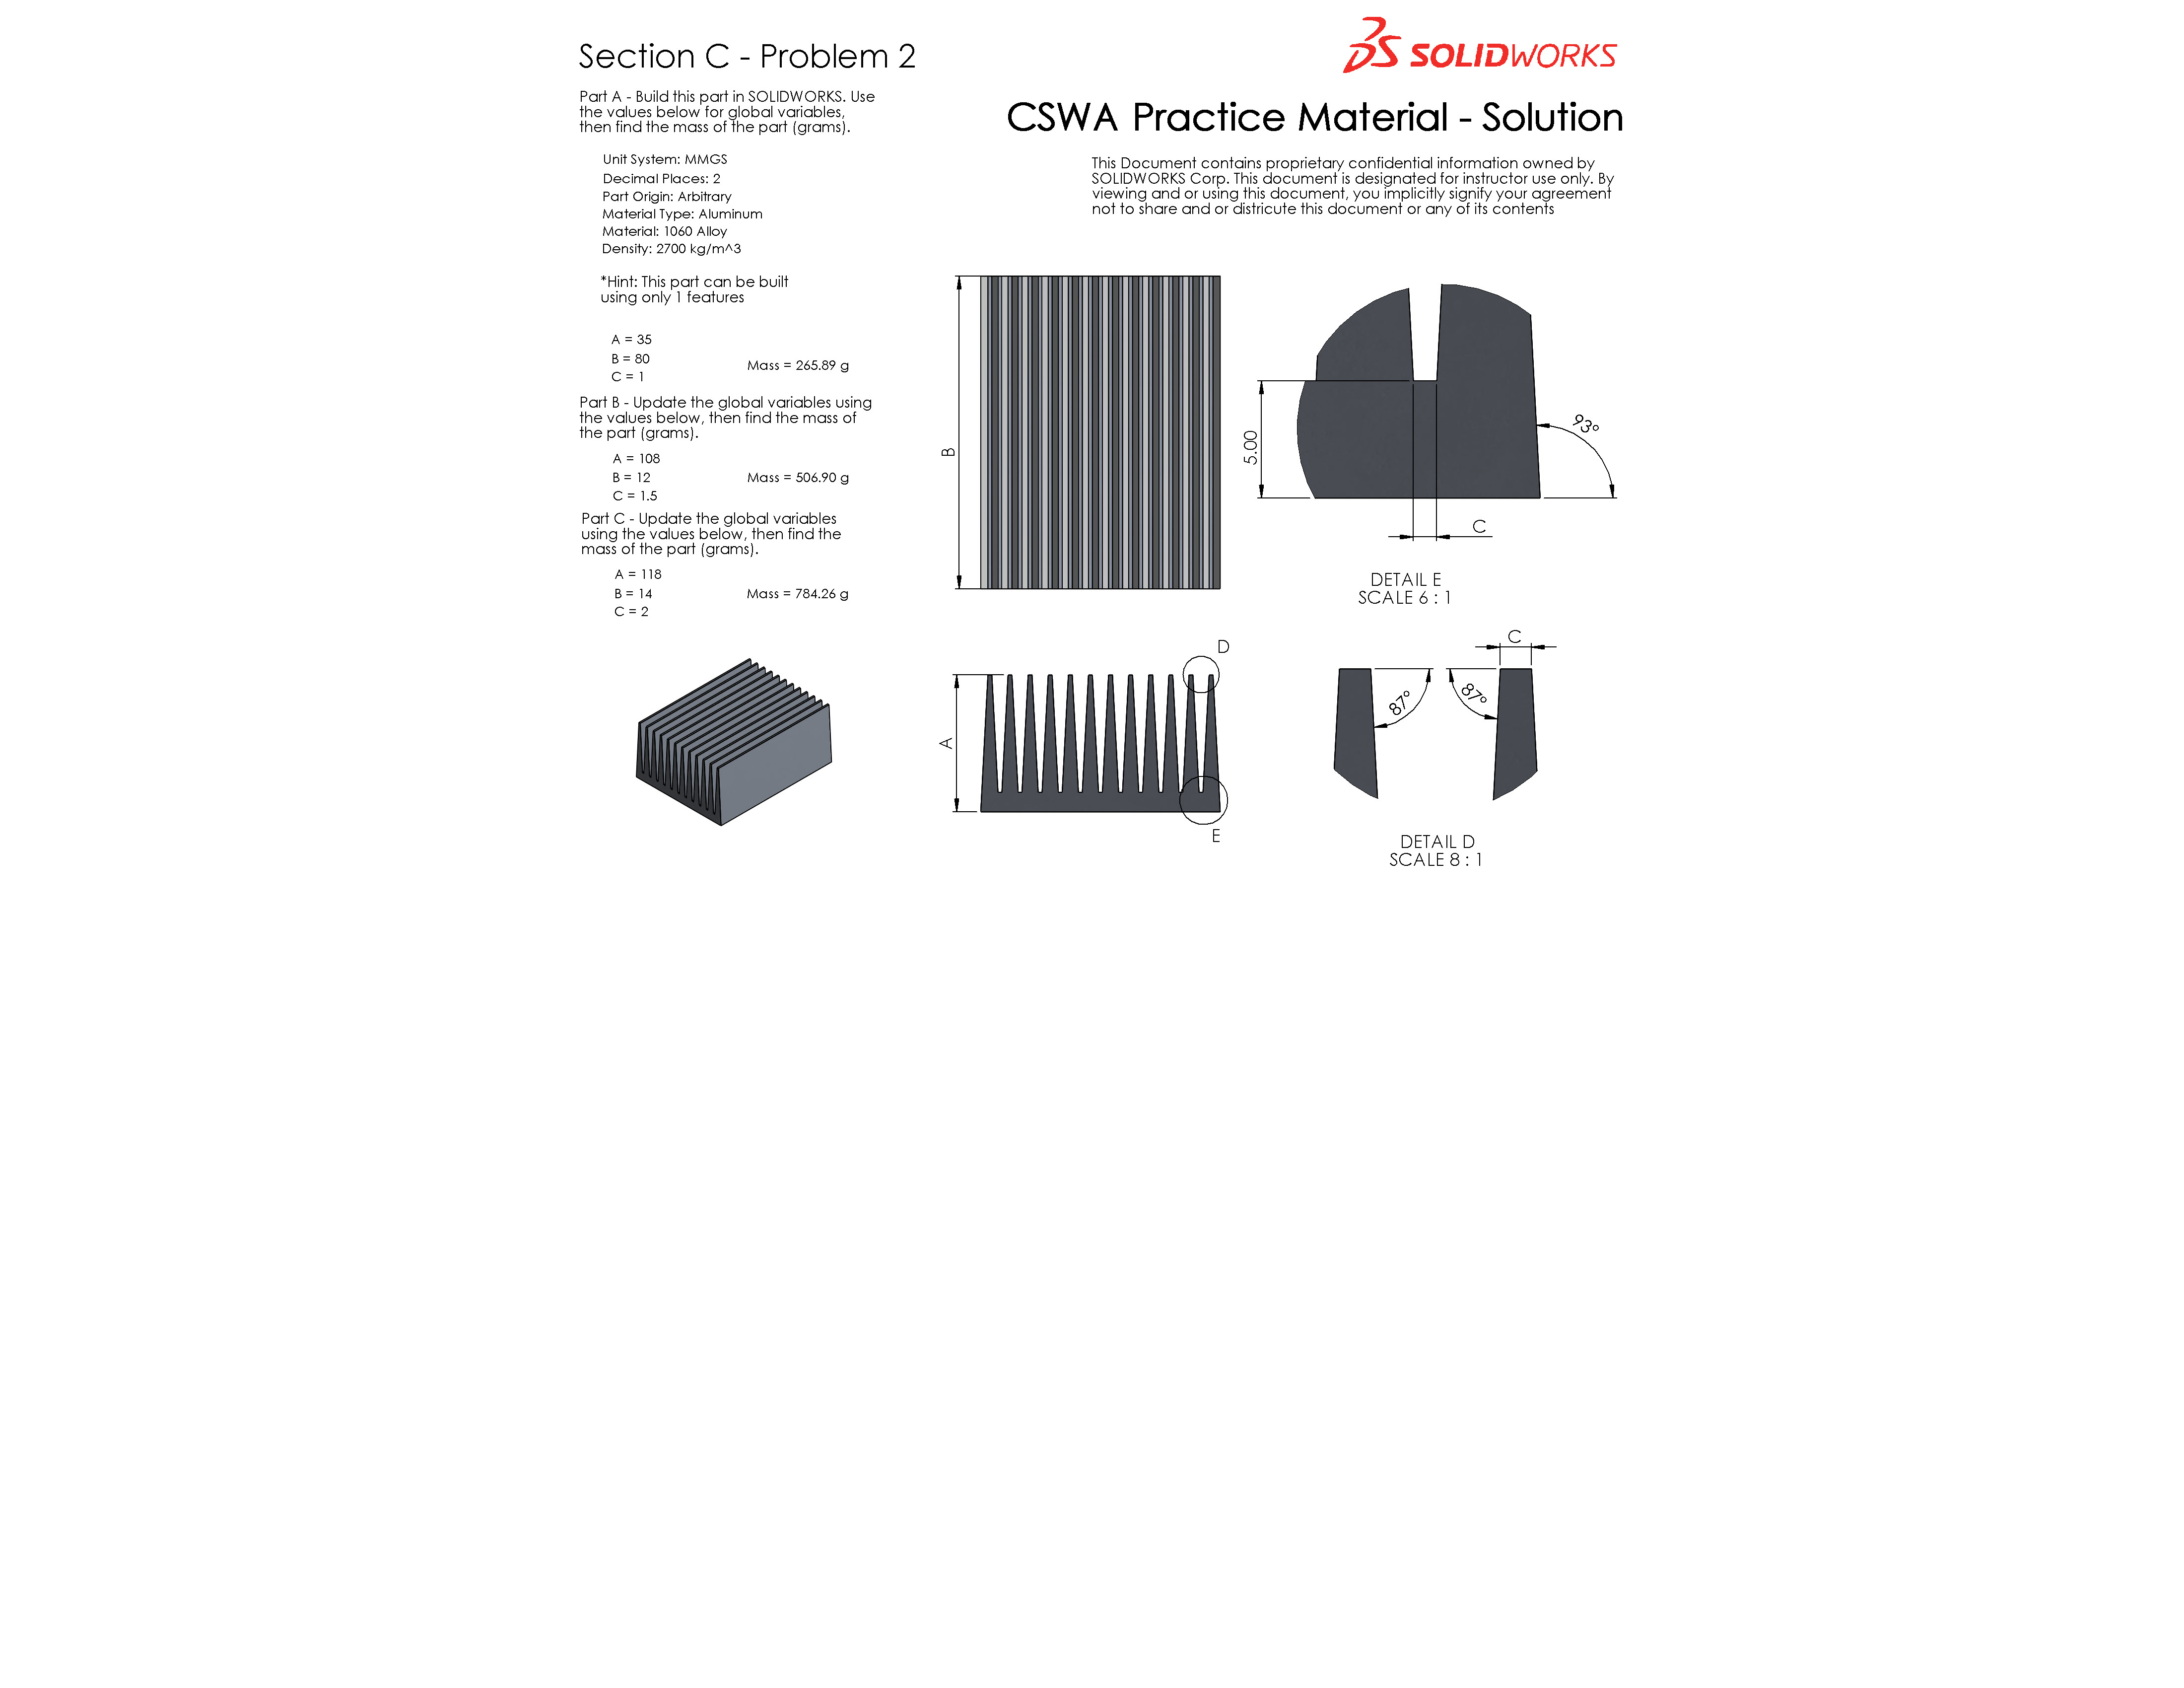 Section C - Problem 2
Part A - Build this part in SOLIDWORKS. Use
the values below for global variables,
then find the mass of the part (grams).
Unit System: MMGS
Decimal Places: 2
Part Origin: Arbitrary
Material Type: Aluminum
Material: 1060 Alloy
Density: 2700 kg/m^3
*Hint: This part can be built
using only 1 features
A = 35
B = 80
C = 1
Mass = 265.89 g
Part B - Update the global variables using
the values below, then find the mass of
the part (grams).
A = 108
B = 12
C = 1.5
Mass = 506.90 g
Part C - Update the global variables
using the values below, then find the
mass of the part (grams).
A = 118
B = 14
C = 2
Mass = 784.26 g
SOLIDWORKS
CSWA Practice Material - Solution
This Document contains proprietary confidential information owned by
SOLIDWORKS Corp. This document is designated for instructor use only. By
viewing and or using this document, you implicitly signify your agreement
not to share and or districute this document or any of its contents
B
5.00
93°
C
DETAIL E
SCALE 6 : 1
A
D
E
C
87°
87°
DETAIL D
SCALE 8 : 1